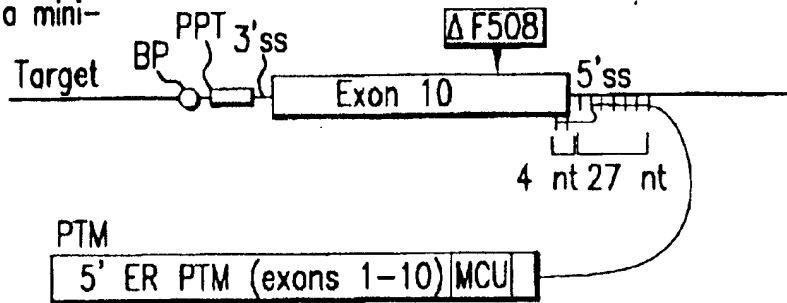 a mini-
PPT
3'ss
BP
Target
Δ F508
Exon 10
5'ss
4 nt 27 nt
PTM
5' ER PTM (exons 1-10) MCU